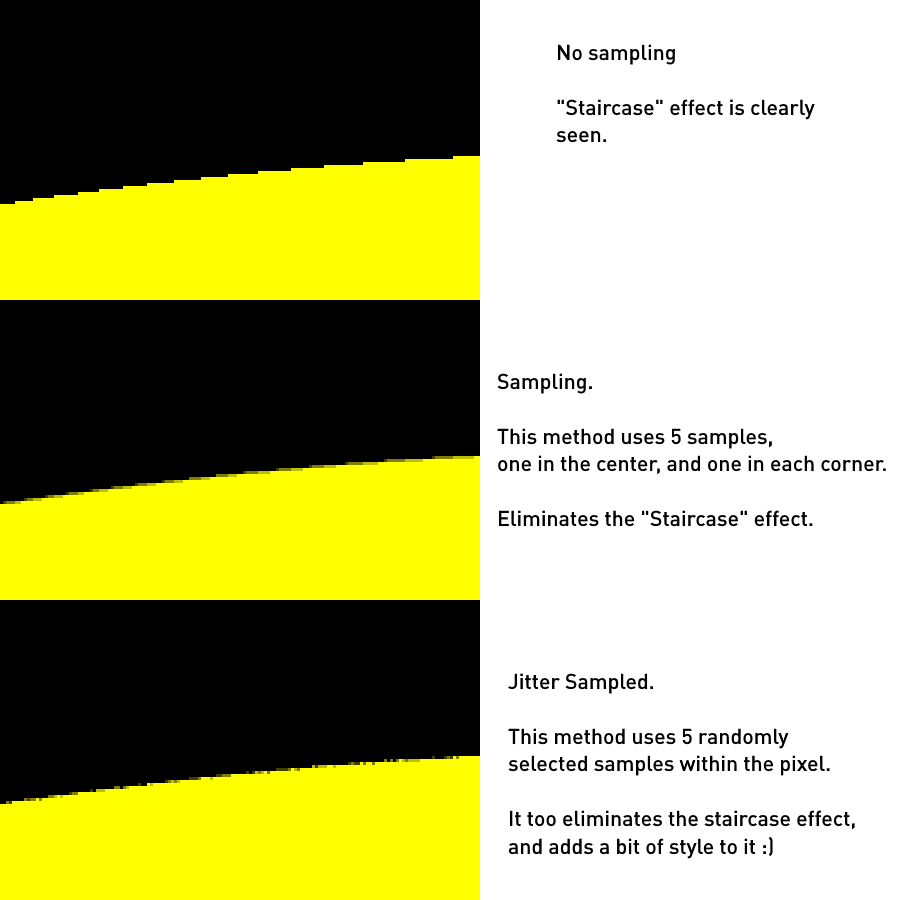 No sampling
"Staircase" effect is clearly
seen.
Sampling.
This method uses 5 samples,
one in the center, and one in each corner.
Eliminates the "Staircase" effect.
Jitter Sampled.
This method uses 5 randomly
selected samples within the pixel.
It too eliminates the staircase effect,
and adds a bit of style to it :)